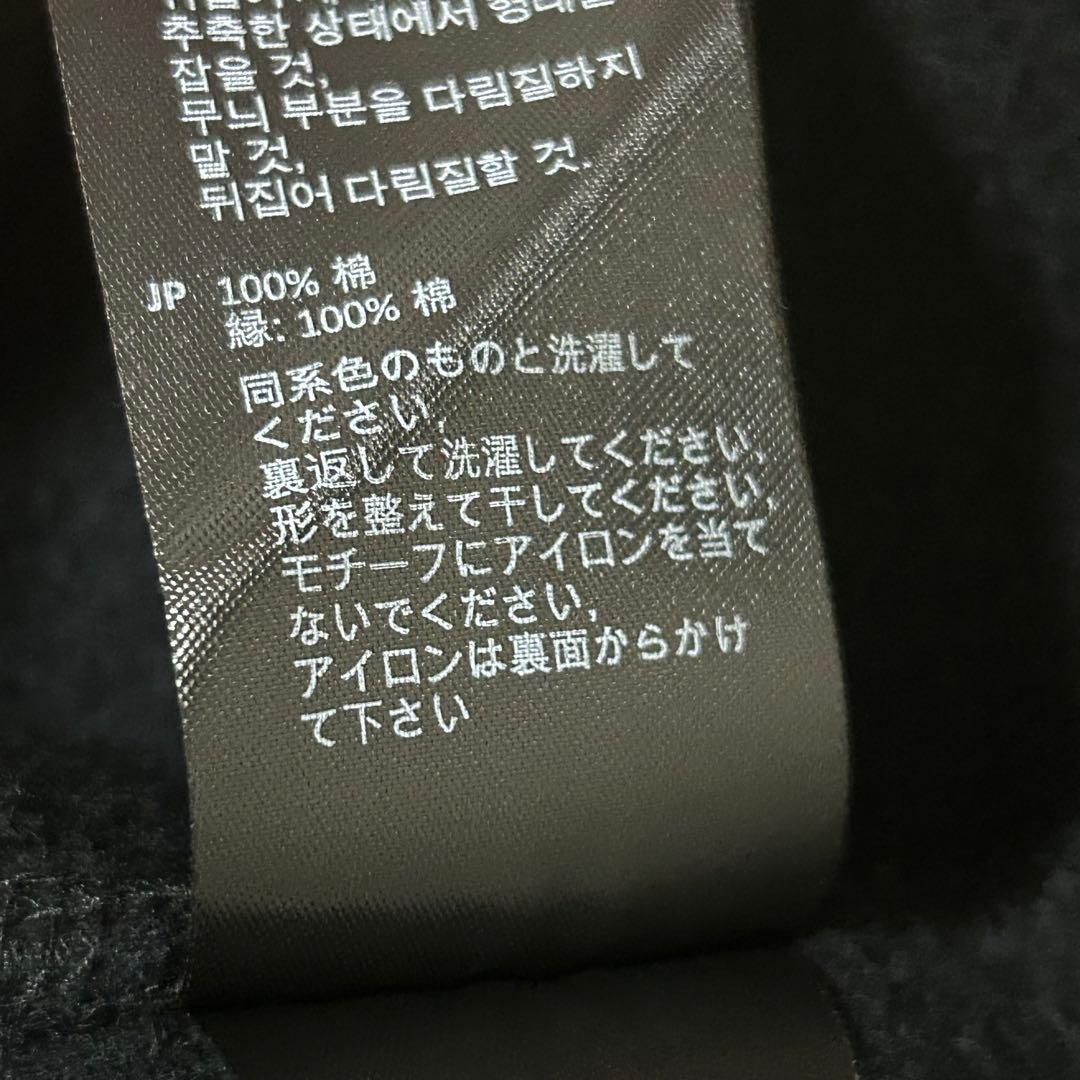 추축한 상태에서 형태를
잡을 것,
무늬 부분을 다림질하지
말 것,
뒤집어 다림질할 것.
JP 100% 棉
縁: 100% 棉
同系色のものと洗濯して
ください,
裏返して洗濯してください,
形を整えて干してください,
モチーフにアイロンを当て
ないでください,
アイロンは裏面からかけ
て下さい